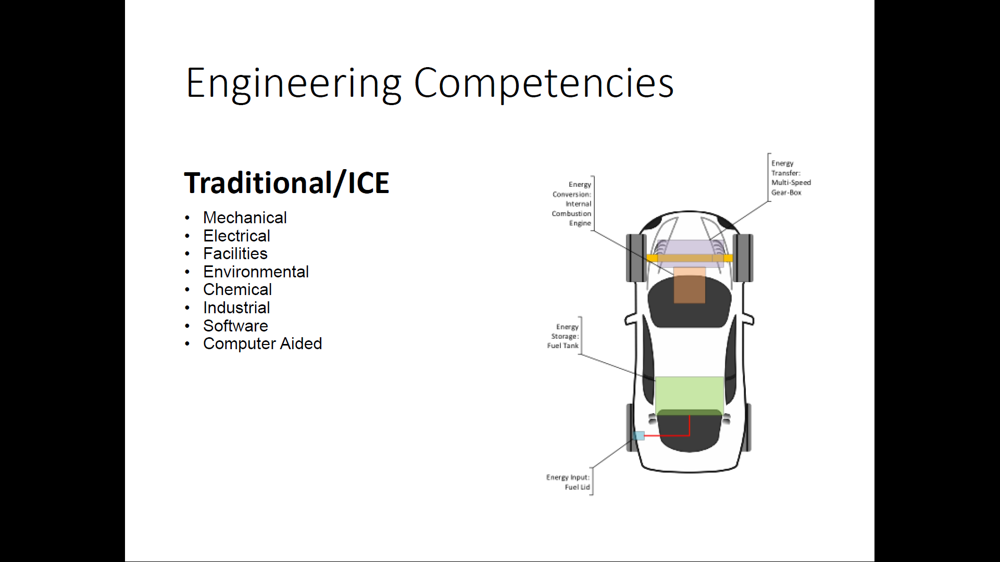 Engineering Competencies
Traditional/ICE
• Mechanical
• Electrical
• Facilities
• Environmental
• Chemical
• Industrial
• Software
• Computer Aided
Energy
Conversion:
Internal
Combustion
Engine
Energy
Transfer:
Multi-Speed
Gear-Box
Energy
Storage:
Fuel Tank
Energy Input:
Fuel Lid